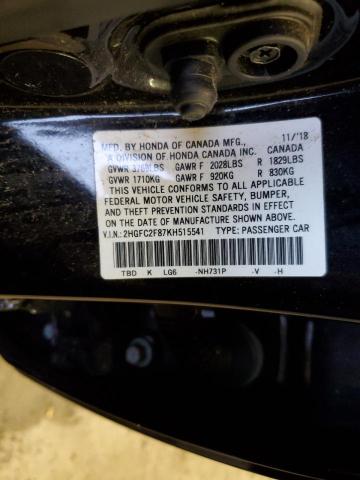 MFD. BY HONDA OF CANADA MFG., 11/'18
'A DIVISION OF HONDA CANADA INC. CANADA
GVWR 3769LBS GAWR F 2028LBS R 1829LBS
GVWR 1710KG GAWR F 920KG R 830KG
THIS VEHICLE CONFORMS TO ALL APPLICABLE
FEDERAL MOTOR VEHICLE SAFETY, BUMPER,
AND THEFT PREVENTION STANDARDS IN EFFECT
ON THE DATE OF MANUFACTURE SHOWN ABOVE.
V.I.N.: 2HGFC2F87KH515541 TYPE: PASSENGER CAR
TBD K LG6 -NH731P -V -H